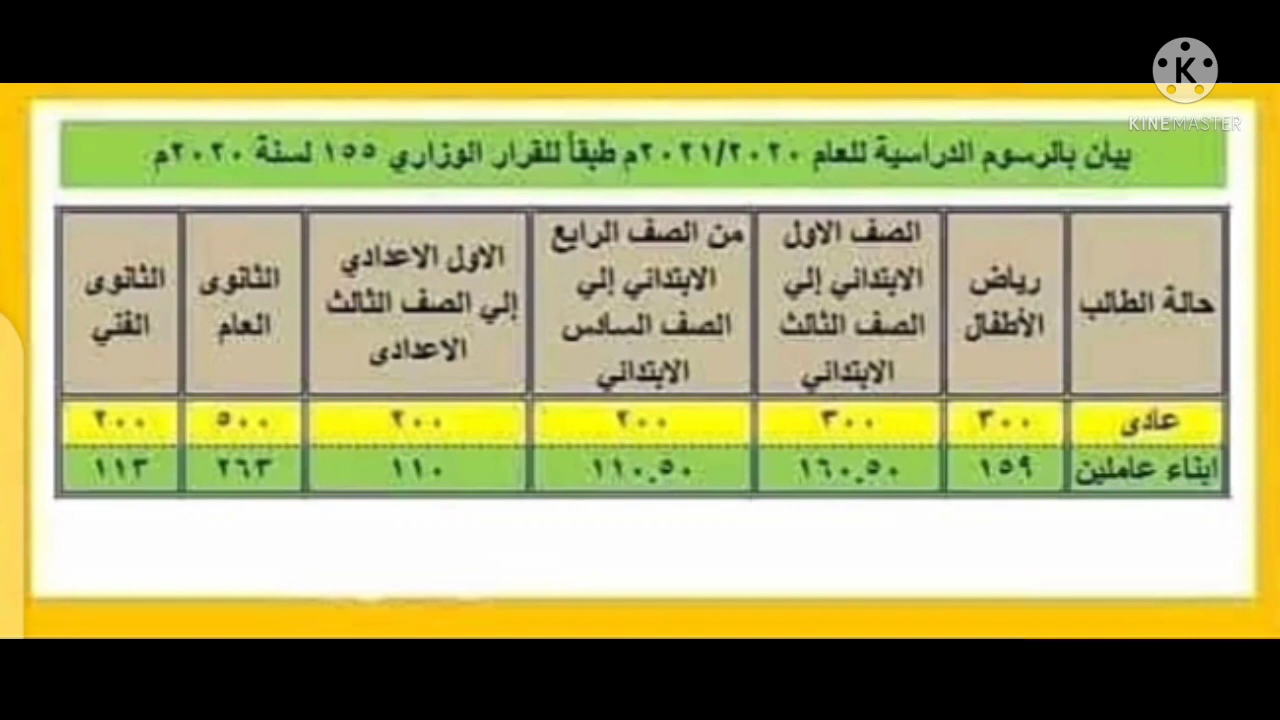 KINEMASTER
بيان بالرسوم الدراسية للعام ٢٠٢١/٢٠٢٠م طبقاً للقرار الوزاري ١٥٥ لسنة ٢٠٢٠م
حالة الطالب
رياض
الأطفال
الصف الاول
الابتدائي إلي
الصف الثالث
الابتدائي
من الصف الرابع
الابتدائي إلي
الصف السادس
الابتدائي
الاول الاعدادي
إلي الصف الثالث
الاعدادى
الثانوى
العام
الثانوى
الفني
عادى ٣٠٠ ٣٠٠ ٢٠٠ ٢٠٠ ٥٠٠ ٢٠٠
ابناء عاملين ١٥٩ ١٦٠.٥٠ ١١٠.٥٠ ١١٠ ٢٦٣ ١١٣